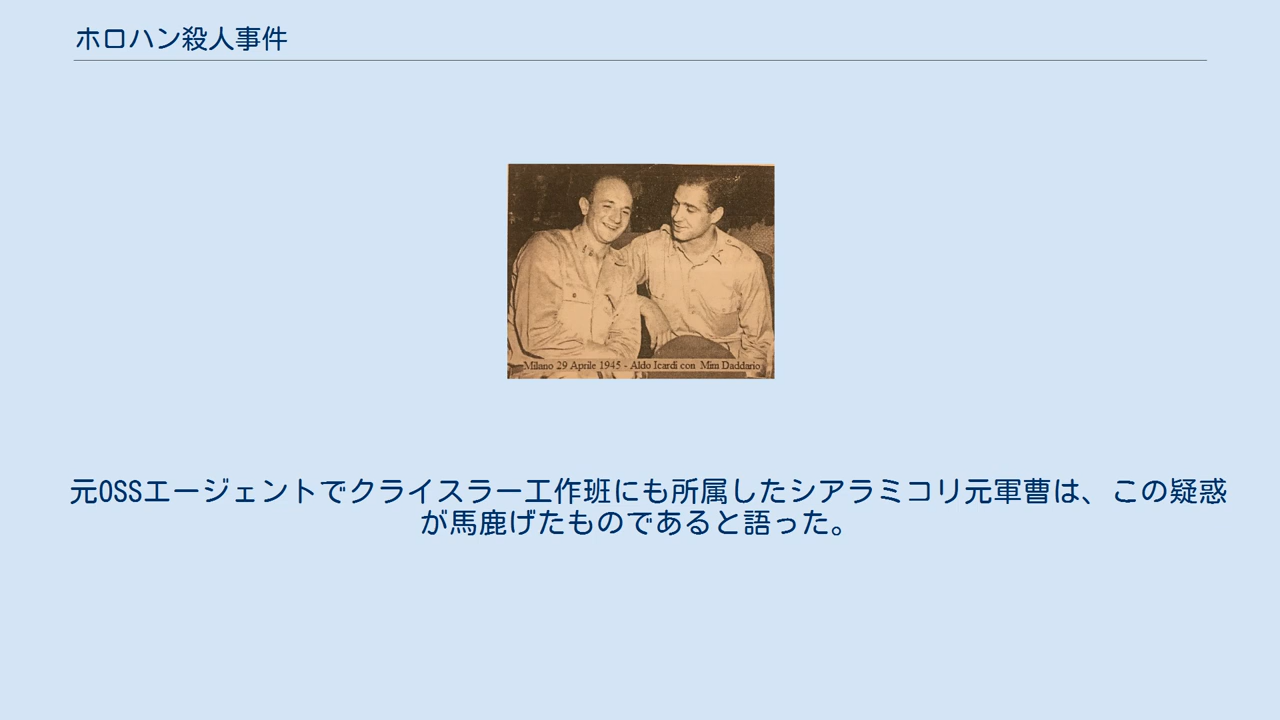 ホロハン殺人事件
Milano 29 Aprile 1945 - Aldo Icardi con Mim Daddario
元OSSエージェントでクライスラー工作班にも所属したシアラミコリ元軍曹は、この疑惑
が馬鹿げたものであると語った。